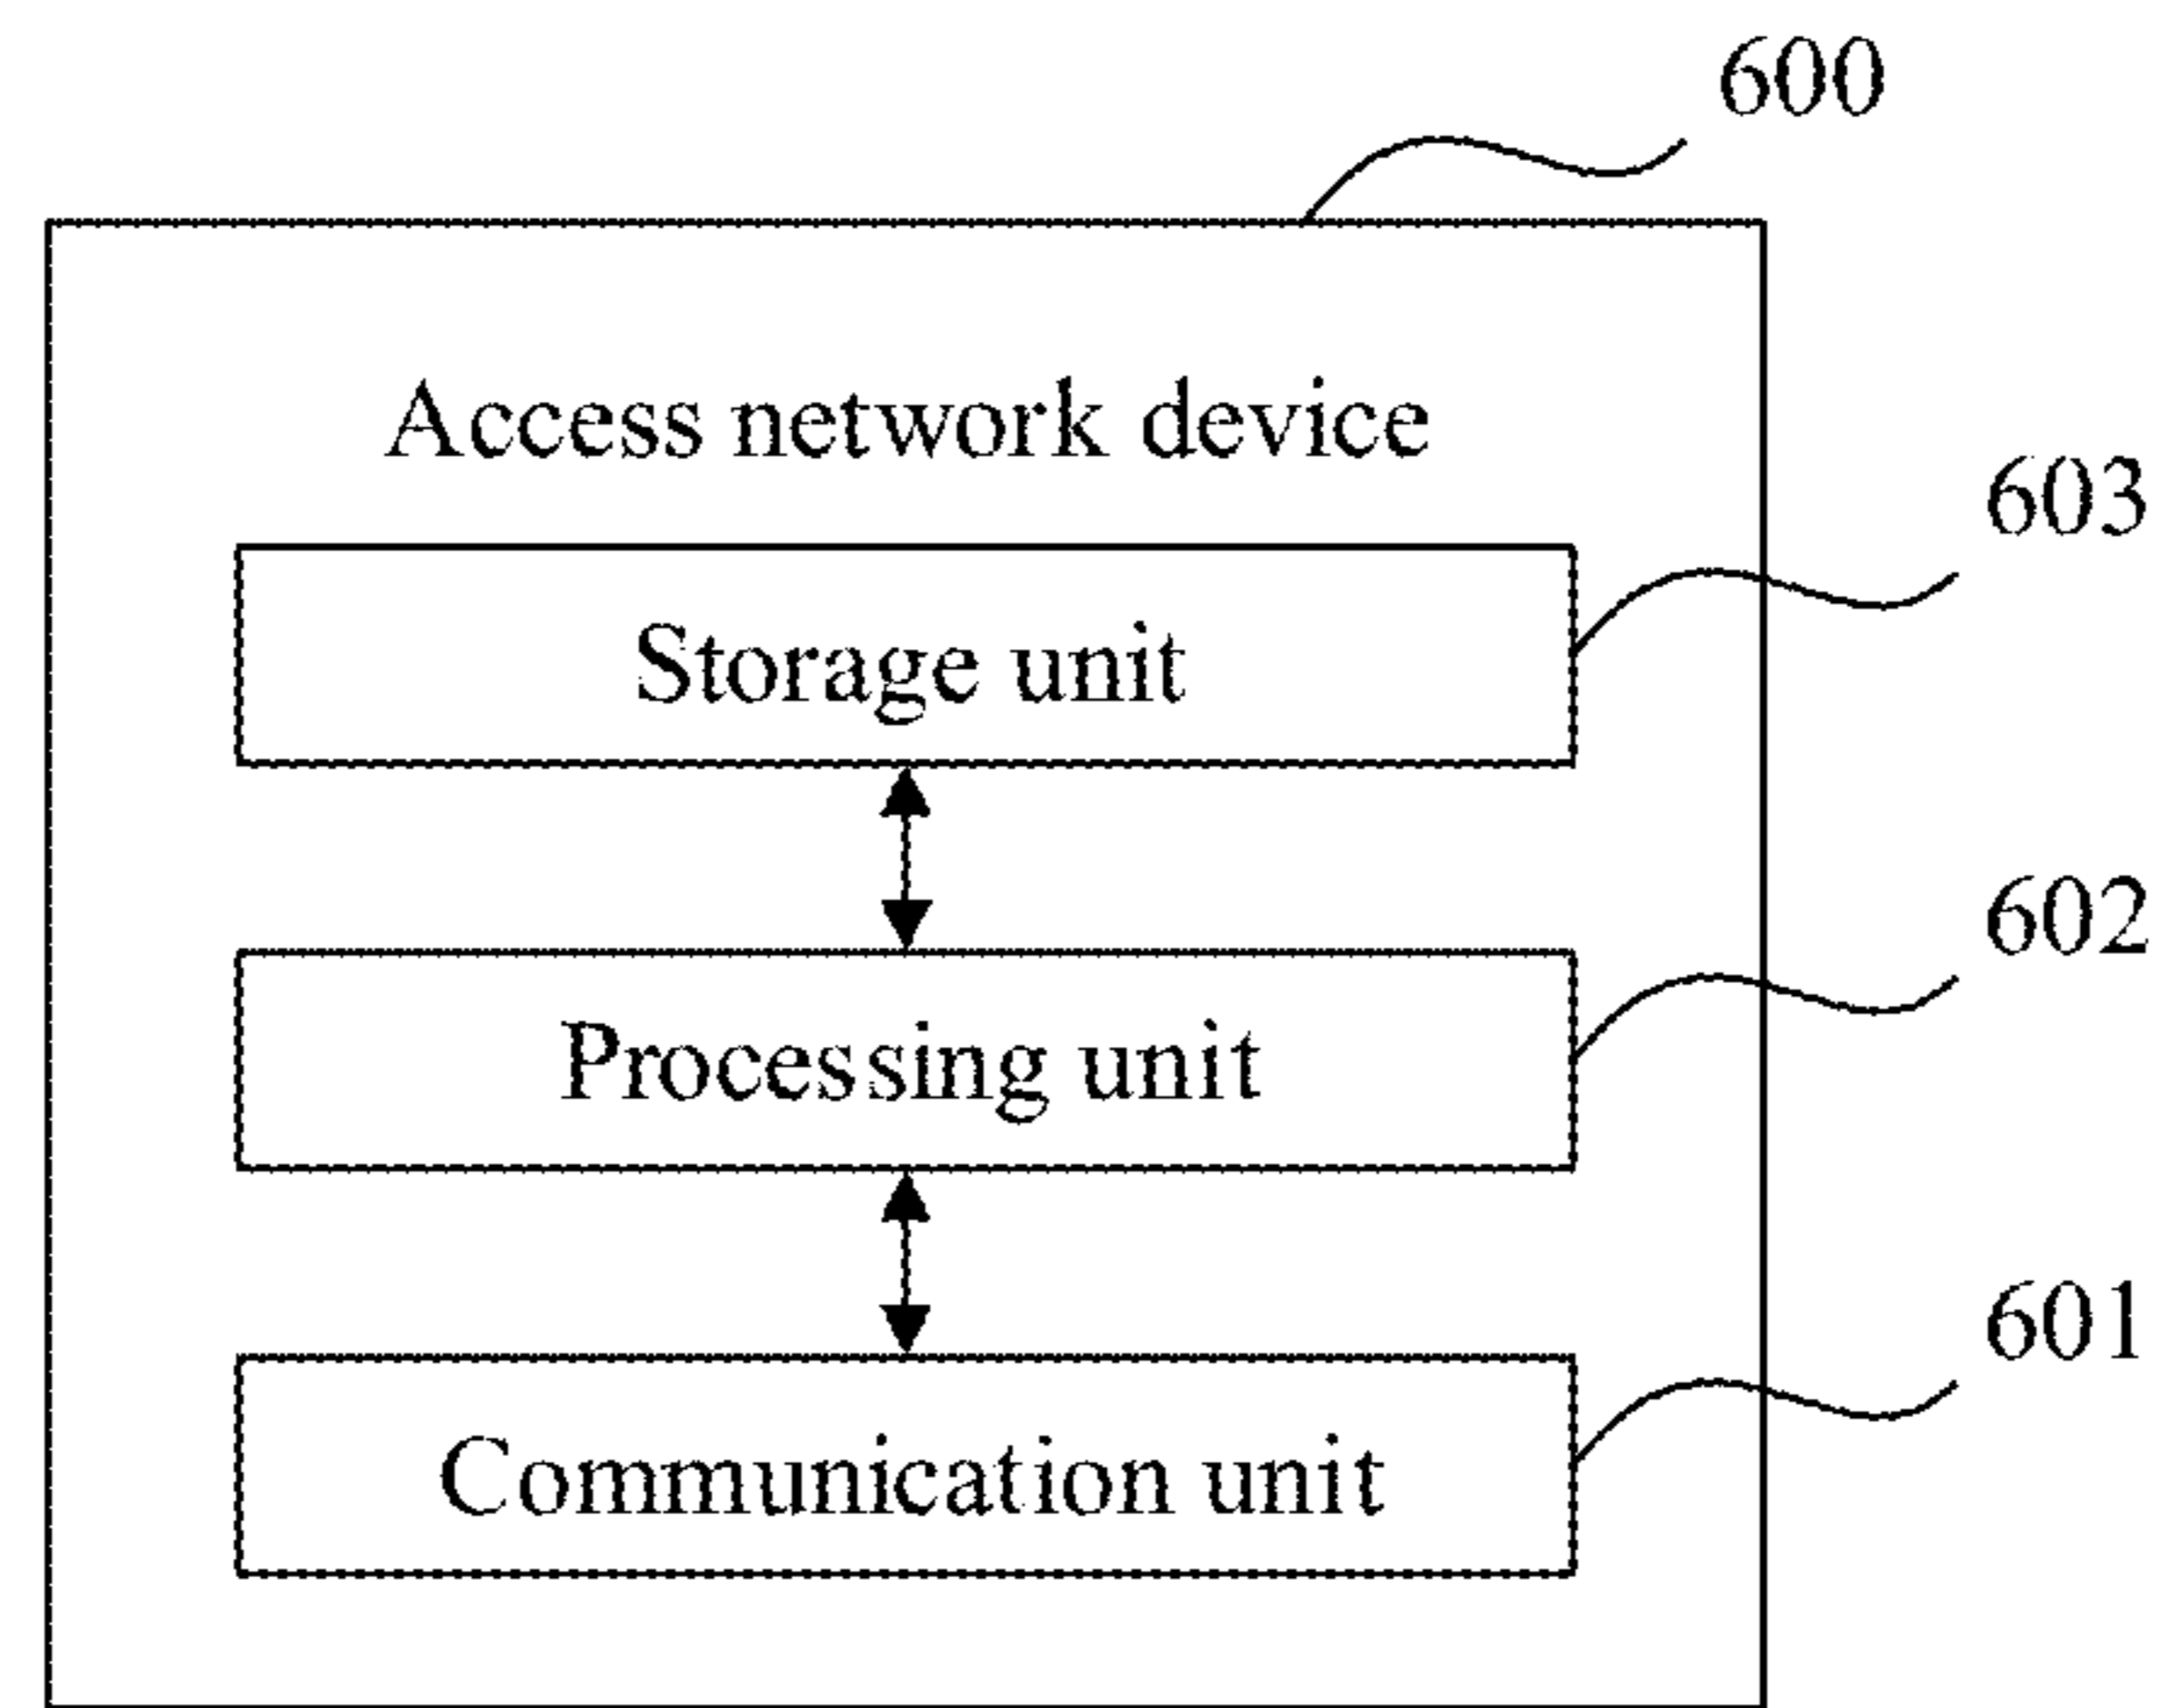 600
Access network device
603
Storage unit
602
Processing unit
601
Communication unit